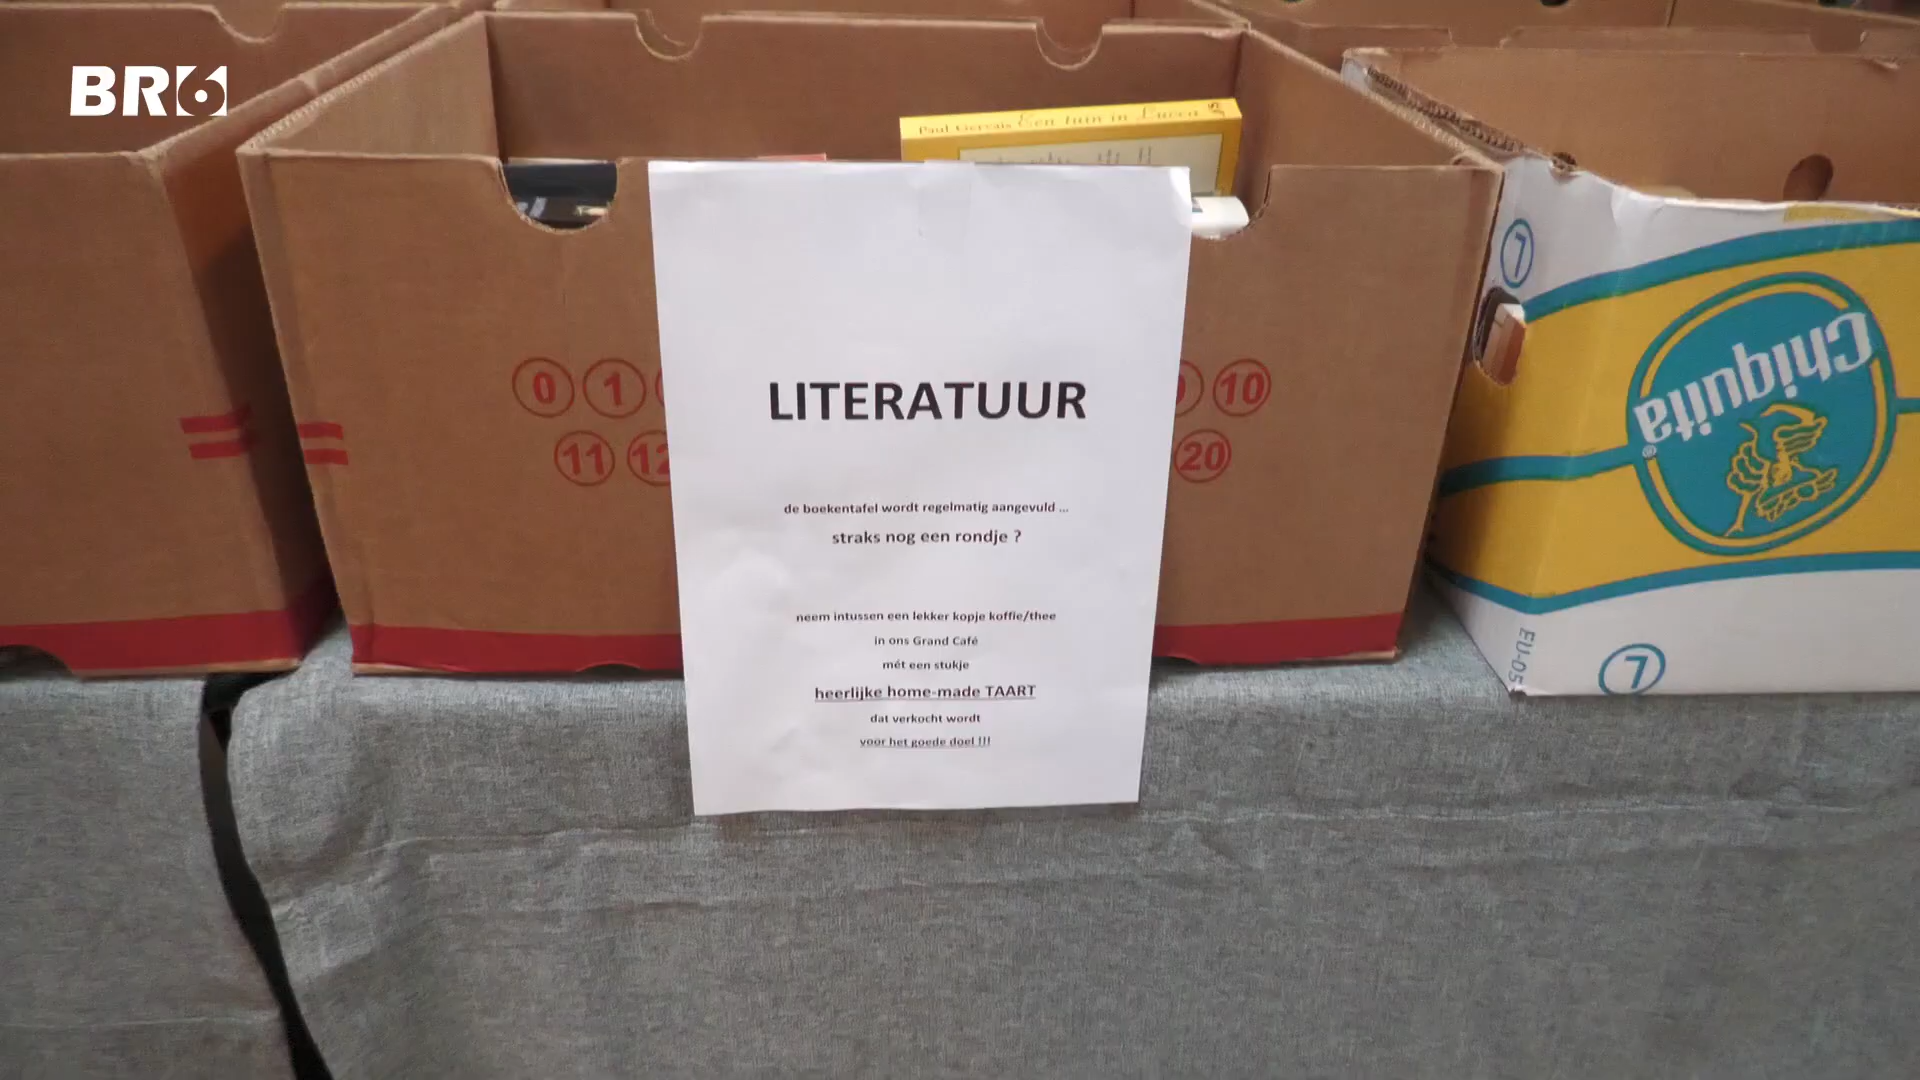 BR6
Paul Gervais Een tuin in Lucca
LITERATUUR
de boekentafel wordt regelmatig aangevuld ...
straks nog een rondje ?
neem intussen een lekker kopje koffie/thee
in ons Grand Café
mét een stukje
heerlijke home-made TAART
dat verkocht wordt
voor het goede doel !!!
0 1
10
11 12
20
7
Chiquita®
EU-05
7